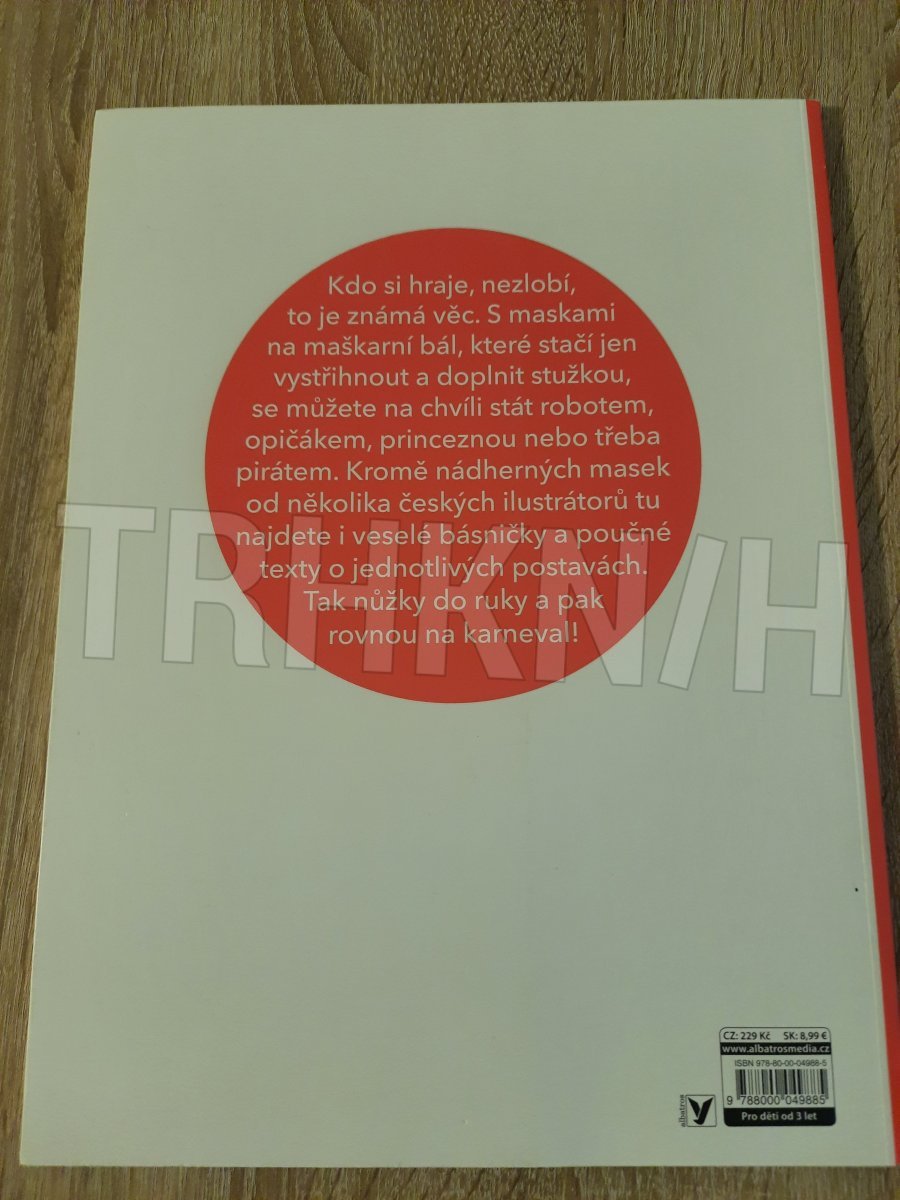 Kdo si hraje, nezlobí,
to je známá věc. S maskami
na maškarní bál, které stačí jen
vystřihnout a doplnit stužkou,
se můžete na chvíli stát robotem,
opičákem, princeznou nebo třeba
pirátem. Kromě nádherných masek
od několika českých ilustrátorů tu
najdete i veselé básničky a poučné
texty o jednotlivých postavách.
Tak nůžky do ruky a pak
rovnou na karneval!
TRHKNIH
CZ: 229 Kč SK: 8,99 €
www.albatrosmedia.cz
ISBN 978-80-00-04988-5
9 788000 049885
albatros
Pro děti od 3 let